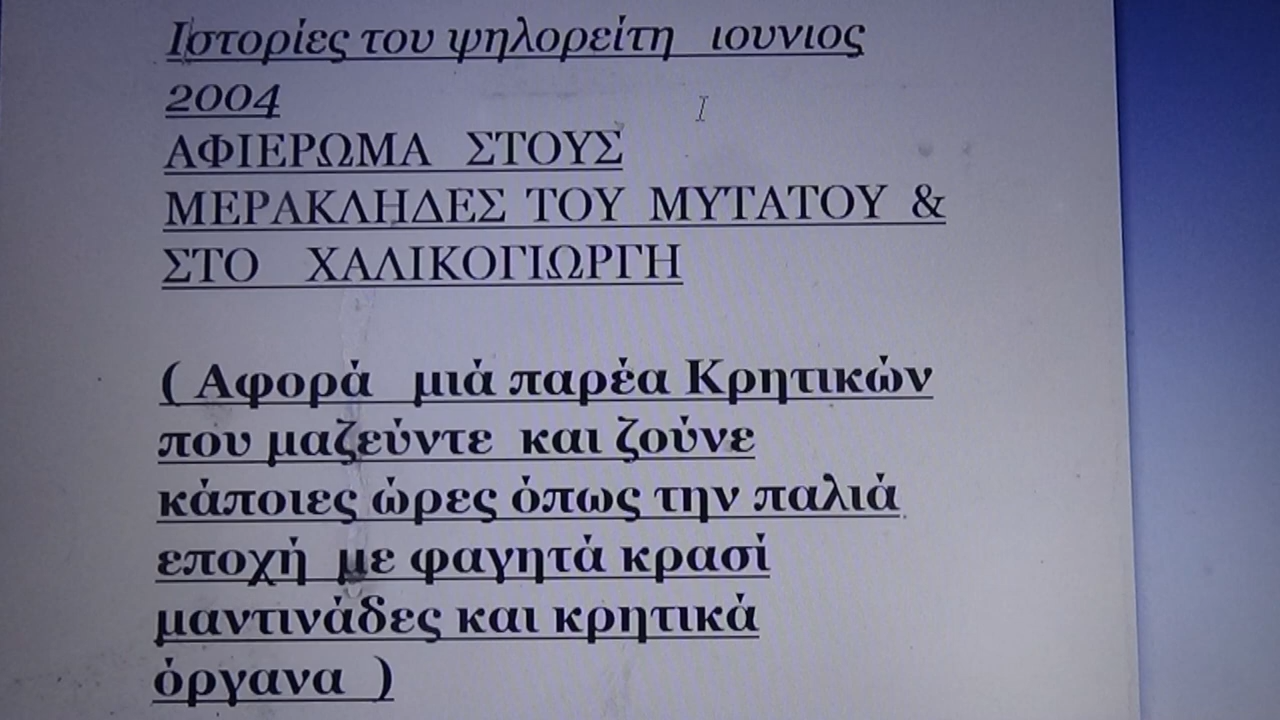 Ιστορίες του ψηλορείτη ιουνιος
2004
ΑΦΙΕΡΩΜΑ ΣΤΟΥΣ
ΜΕΡΑΚΛΗΔΕΣ ΤΟΥ ΜΥΤΑΤΟΥ &
ΣΤΟ ΧΑΛΙΚΟΓΙΩΡΓΗ
( Αφορά μιά παρέα Κρητικών
που μαζεύντε και ζούνε
κάποιες ώρες όπως την παλιά
εποχή με φαγητά κρασί
μαντινάδες και κρητικά
όργανα )